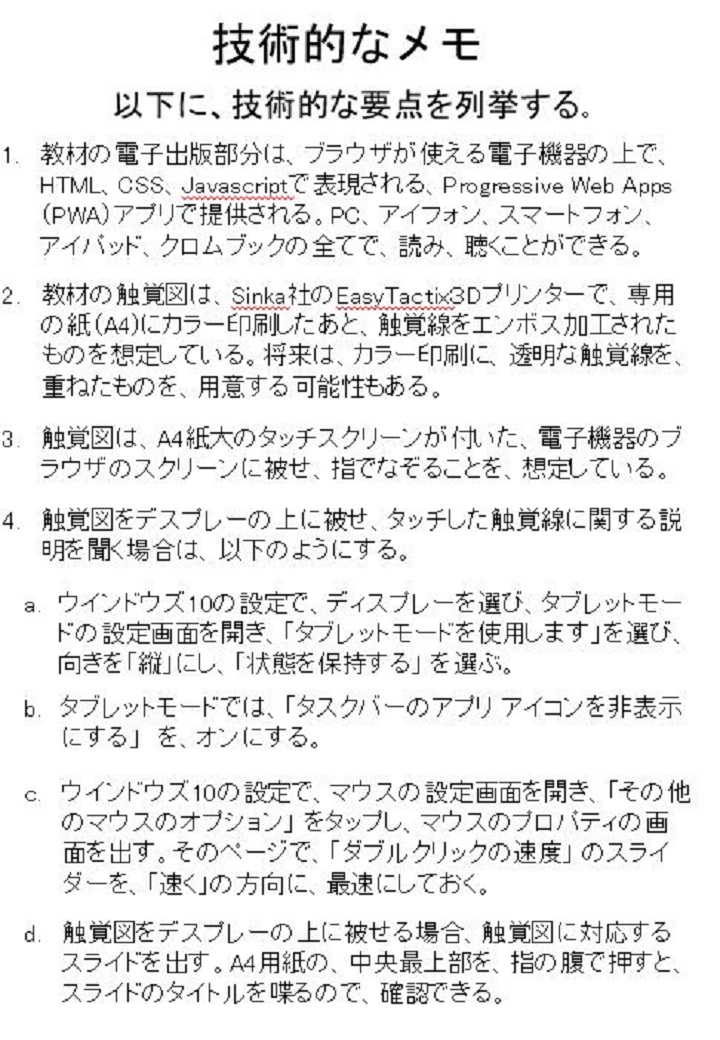 技術的なメモ
以下に、技術的な要点を列挙する。
1. 教材の電子出版部分は、ブラウザが使える電子機器の上で、
HTML、CSS、Javascriptで表現される、Progressive Web Apps
（PWA）アプリで提供される。PC、アイフォン、スマートフォン、
アイパッド、クロムブックの全てで、読み、聴くことができる。
2. 教材の触覚図は、Sinka社のEasyTactix3Dプリンターで、専用
の紙（A4）にカラー印刷したあと、触覚線をエンボス加工された
ものを想定している。将来は、カラー印刷に、透明な触覚線を、
重ねたものを、用意する可能性もある。
3. 触覚図は、A4紙大のタッチスクリーンが付いた、電子機器のブ
ラウザのスクリーンに被せ、指でなぞることを、想定している。
4. 触覚図をデスプレーの上に被せ、タッチした触覚線に関する説
明を聞く場合は、以下のようにする。
a. ウインドウズ10の設定で、ディスプレーを選び、タブレットモー
ドの設定画面を開き、「タブレットモードを使用します」を選び、
向きを「縦」にし、「状態を保持する」を選ぶ。
b. タブレットモードでは、「タスクバーのアプリ アイコンを非表示
にする」 を、オンにする。
c. ウインドウズ10の設定で、マウスの設定画面を開き、「その他
のマウスのオプション」をタップし、マウスのプロパティの画
面を出す。そのページで、「ダブルクリックの速度」のスライ
ダーを、「速く」の方向に、最速にしておく。
d. 触覚図をデスプレーの上に被せる場合、触覚図に対応する
スライドを出す。A4用紙の、中央最上部を、指の腹で押すと、
スライドのタイトルを喋るので、確認できる。